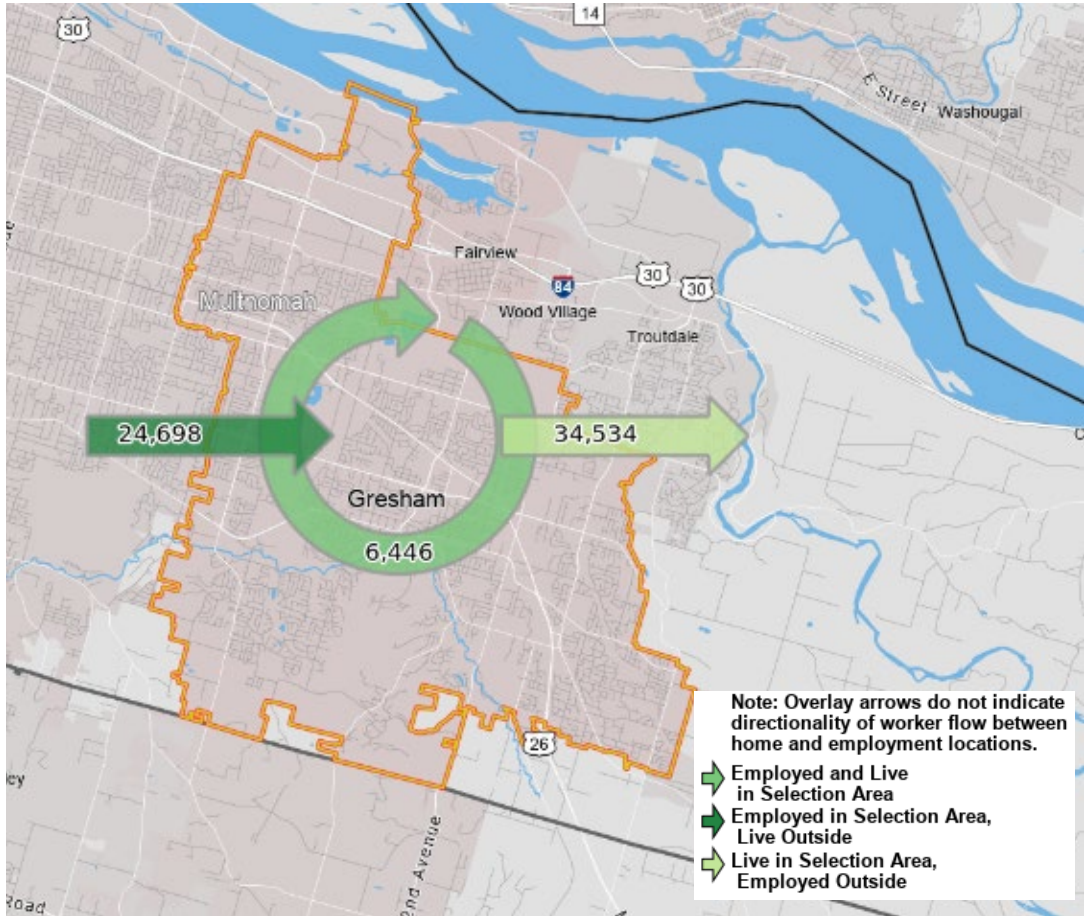 14
30
E Street
Washougal
Fairview
30
84
30
Multnomah
Wood Village
Troutdale
24,698
34,534
Gresham
6,446
26
ond Avenue
Road
Note: Overlay arrows do not indicate
directionality of worker flow between
home and employment locations.
Employed and Live
in Selection Area
Employed in Selection Area,
Live Outside
Live in Selection Area,
Employed Outside